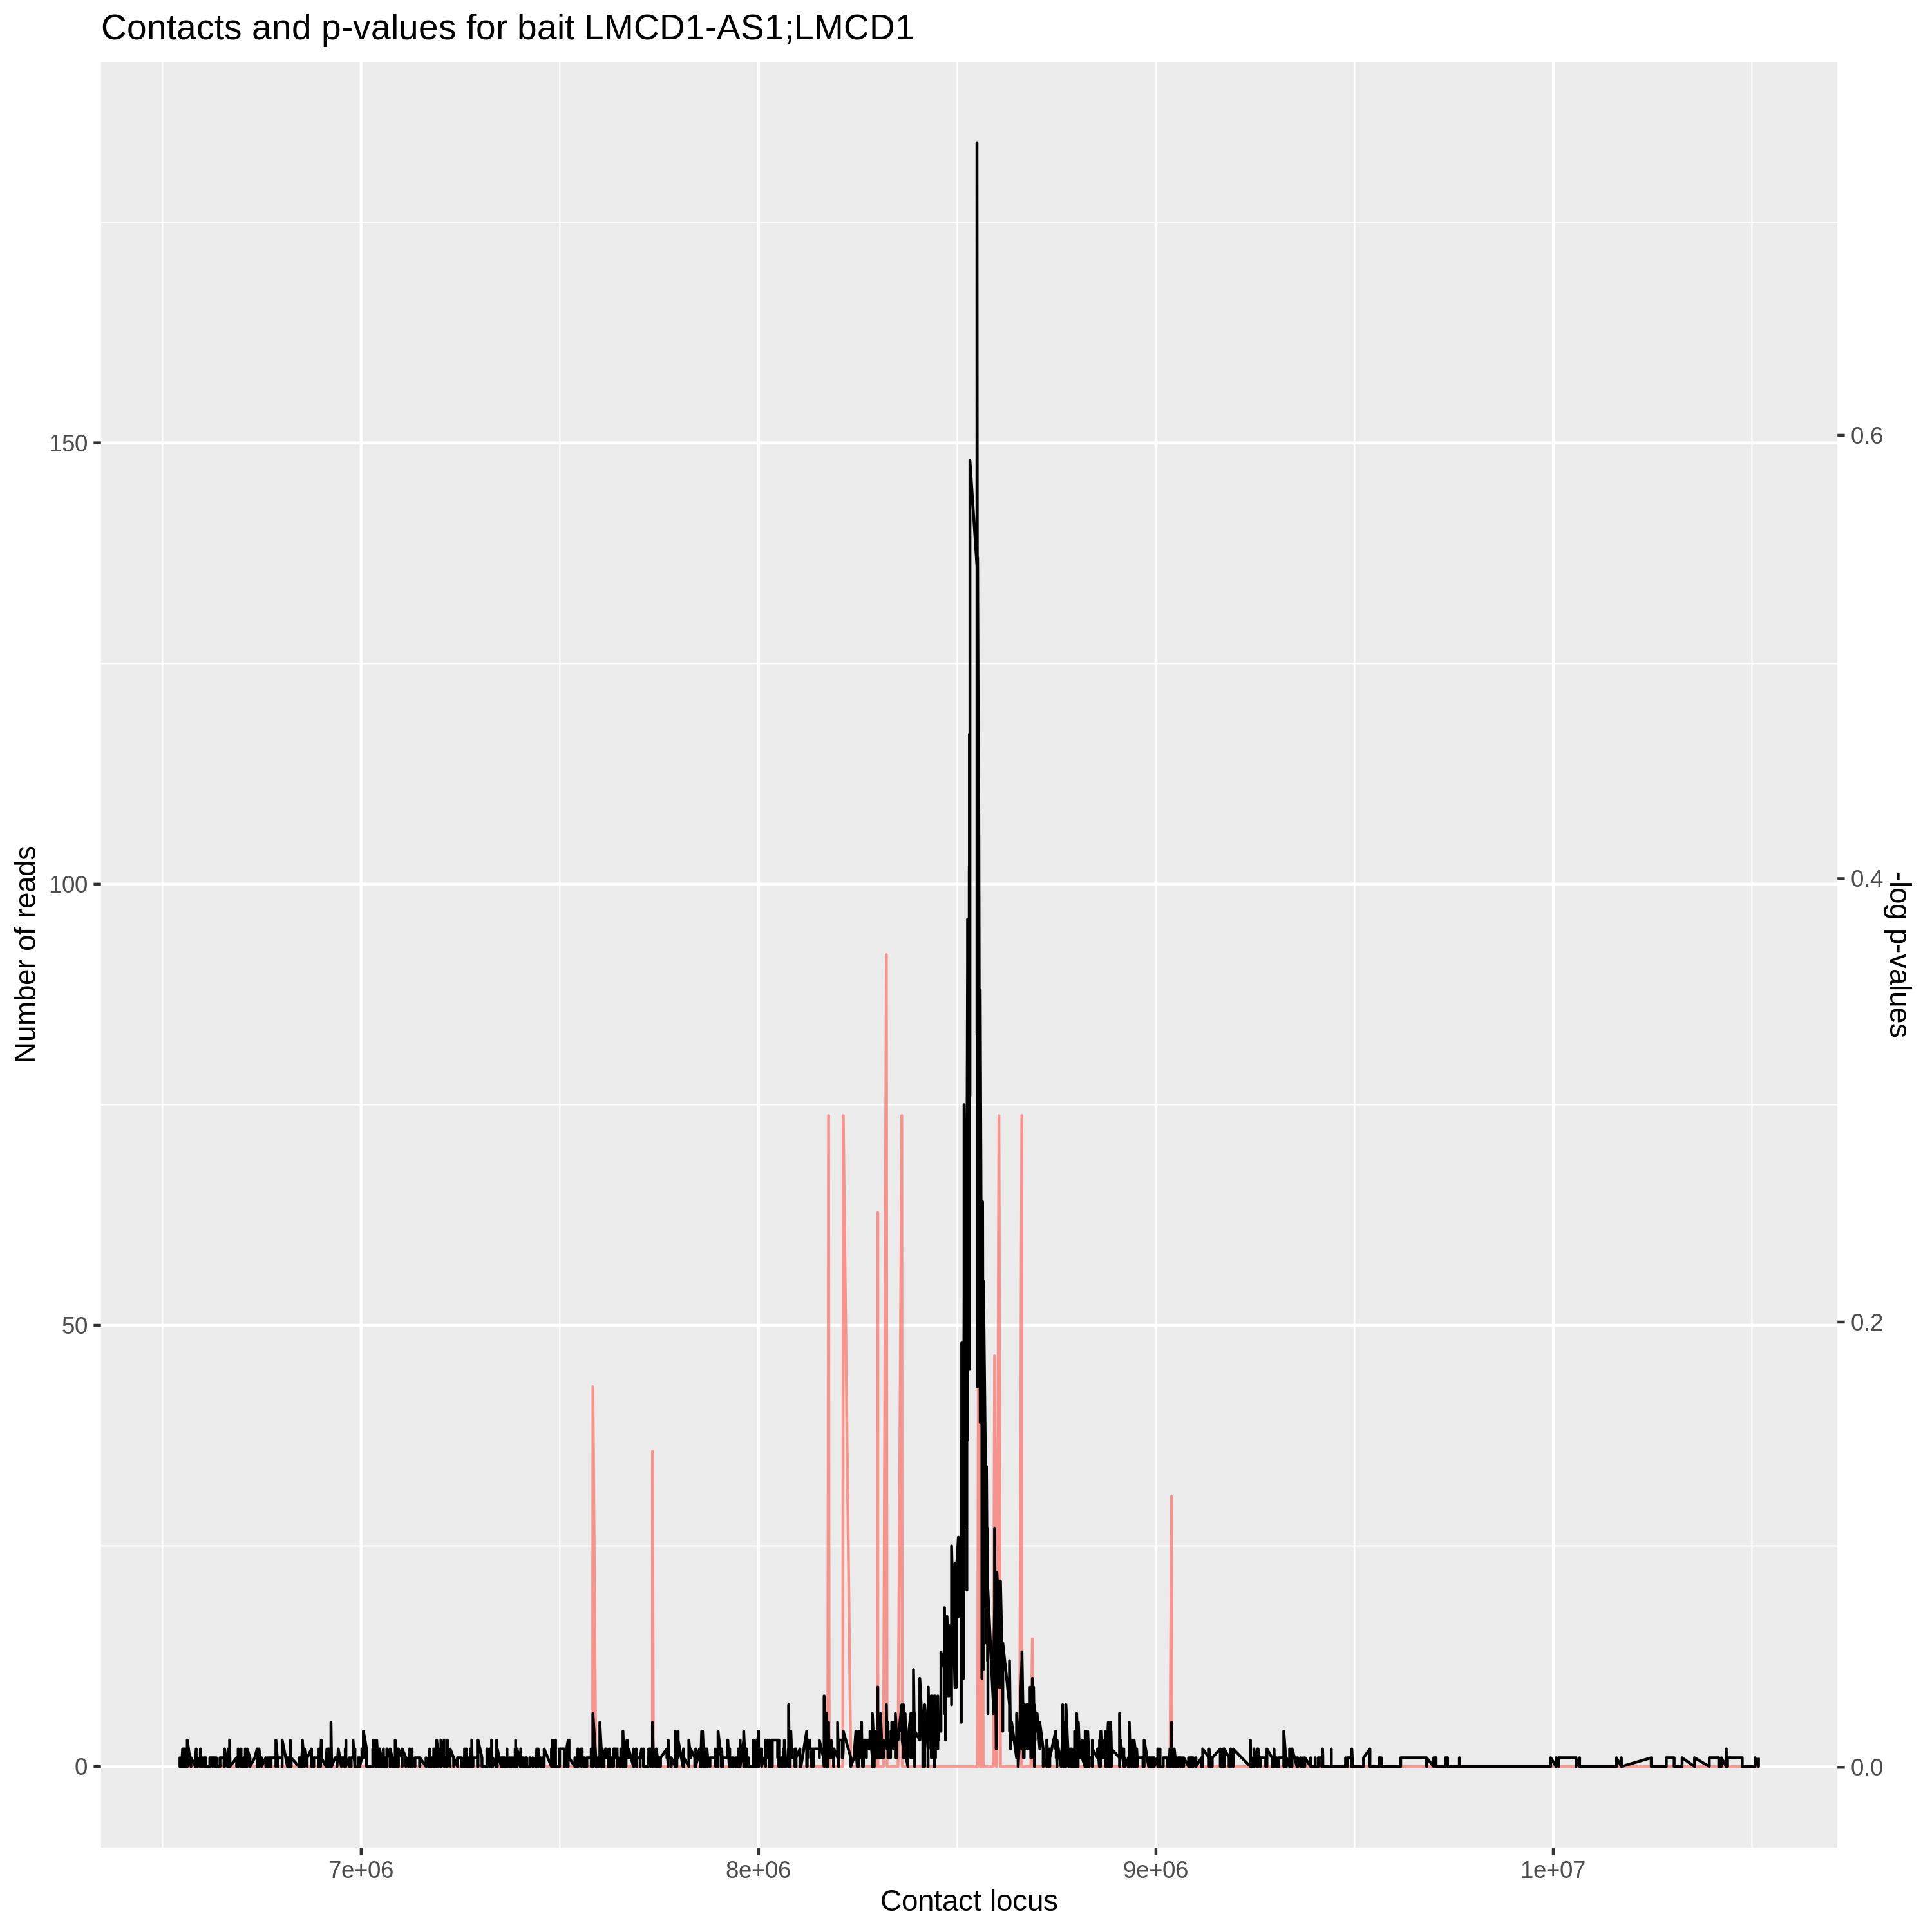 Contacts and p-values for bait LMCD1-AS1;LMCD1
Number of reads
150
100
50
0
0.6
0.4
0.2
0.0
-log p-values
7e+06
8e+06
9e+06
1e+07
Contact locus